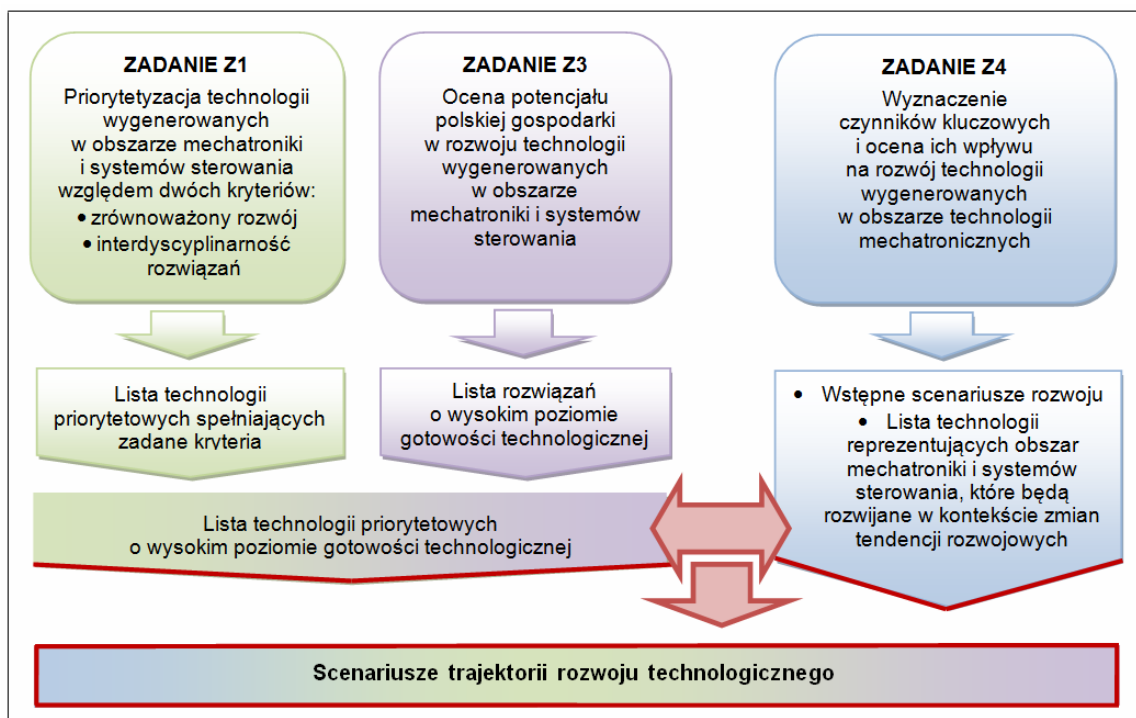 ZADANIE Z1
Priorytetyzacja technologii
wygenerowanych
w obszarze mechatroniki
i systemów sterowania
względem dwóch kryteriów:
• zrównoważony rozwój
• interdyscyplinarność
rozwiązań
ZADANIE Z3
Ocena potencjału
polskiej gospodarki
w rozwoju technologii
wygenerowanych
w obszarze
mechatroniki i systemów
sterowania
ZADANIE Z4
Wyznaczenie
czynników kluczowych
i ocena ich wpływu
na rozwój technologii
wygenerowanych
w obszarze technologii
mechatronicznych
Lista technologii
priorytetowych spełniających
zadane kryteria
Lista rozwiązań
o wysokim poziomie
gotowości technologicznej
• Wstępne scenariusze rozwoju
• Lista technologii
reprezentujących obszar
mechatroniki i systemów
sterowania, które będą
rozwijane w kontekście zmian
tendencji rozwojowych
Lista technologii priorytetowych
o wysokim poziomie gotowości technologicznej
Scenariusze trajektorii rozwoju technologicznego